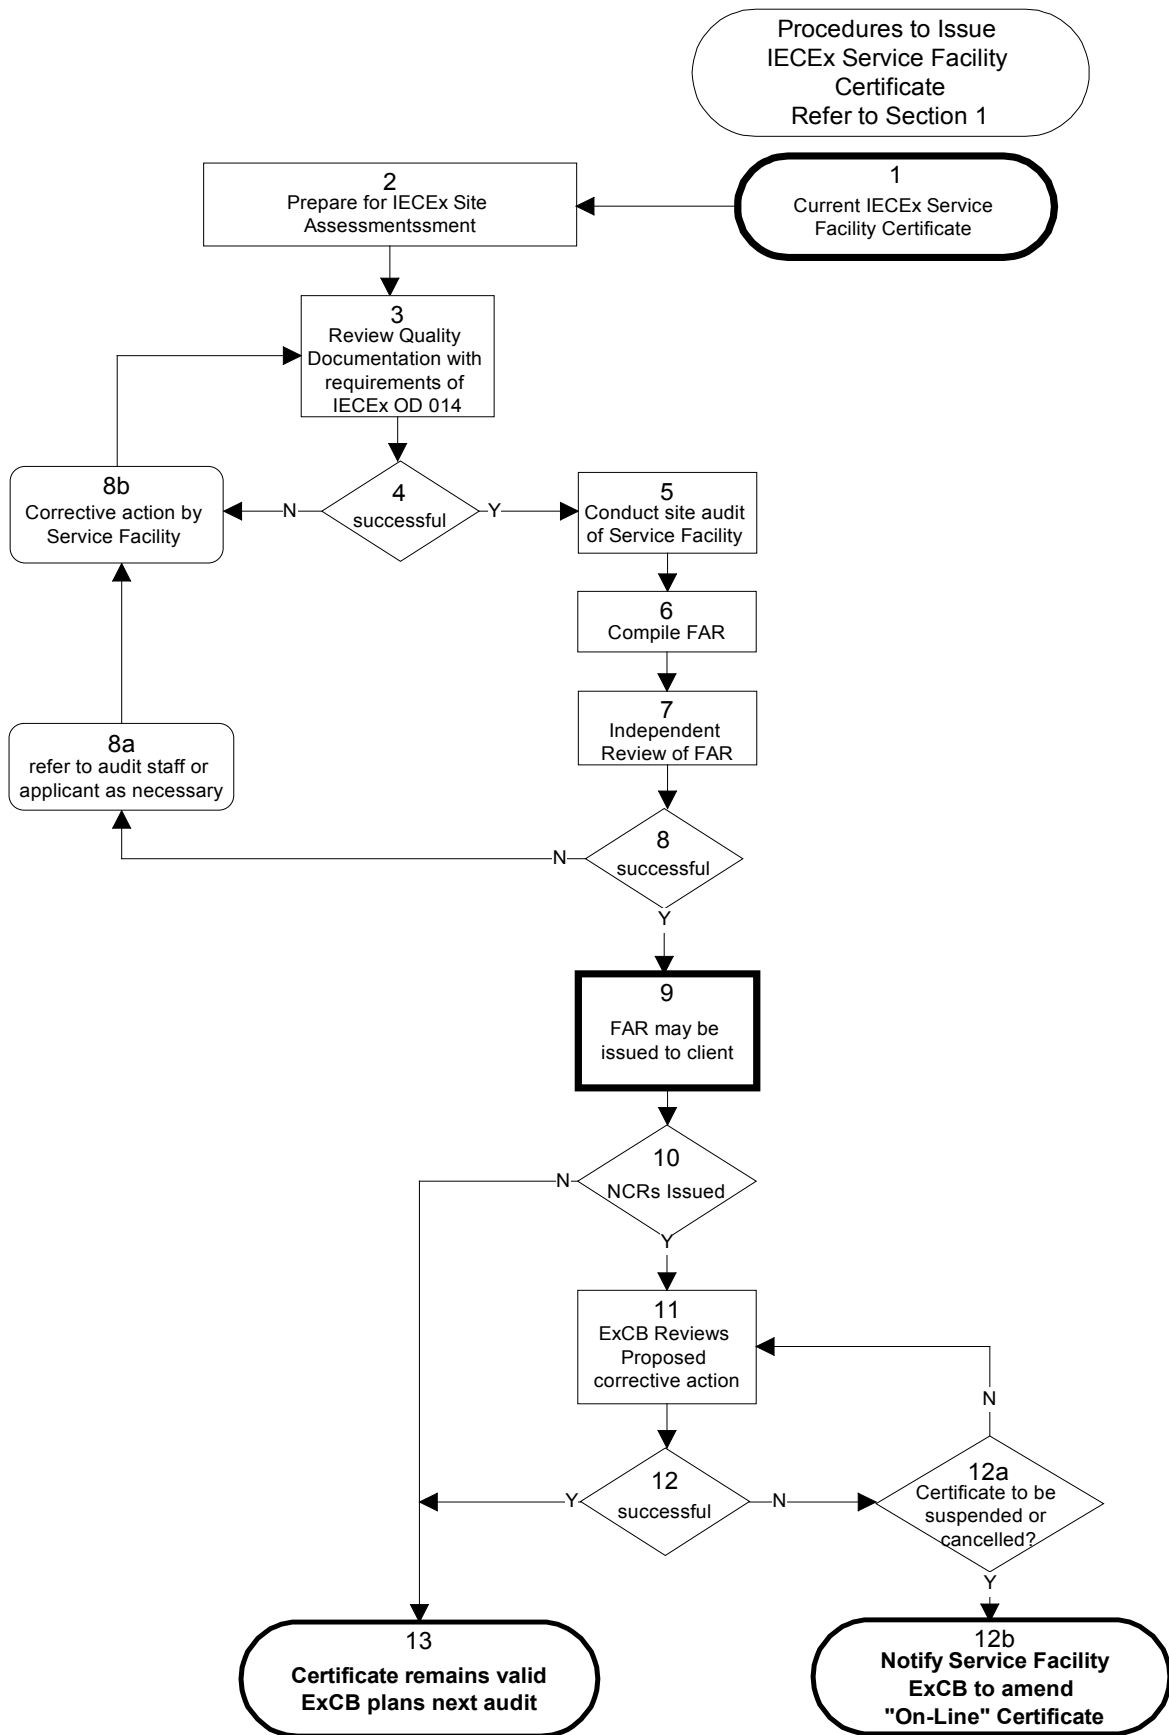 Procedures to Issue
IECEx Service Facility
Certificate
Refer to Section 1
1
Current IECEx Service
Facility Certificate
2
Prepare for IECEx Site
Assessmentssment
3
Review Quality
Documentation with
requirements of
IECEx OD 014
4
successful
N
Y
8b
Corrective action by
Service Facility
5
Conduct site audit
of Service Facility
6
Compile FAR
7
Independent
Review of FAR
8a
refer to audit staff or
applicant as necessary
8
successful
N
Y
9
FAR may be
issued to client
10
NCRs Issued
N
Y
11
ExCB Reviews
Proposed
corrective action
N
12
successful
Y
N
12a
Certificate to be
suspended or
cancelled?
Y
13
Certificate remains valid
ExCB plans next audit
12b
Notify Service Facility
ExCB to amend
"On-Line" Certificate